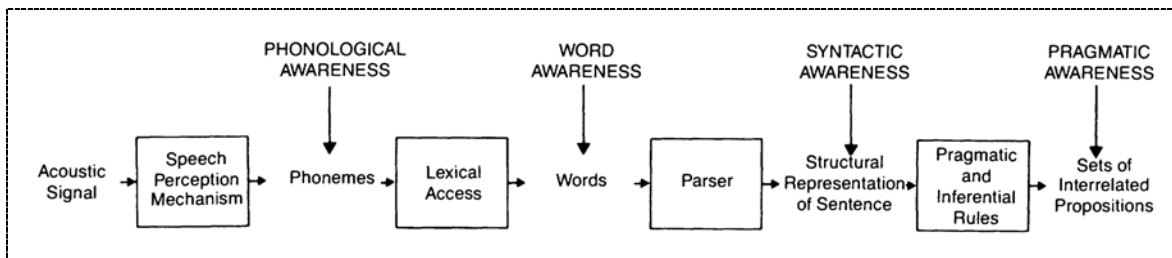 PHONOLOGICAL
AWARENESS
WORD
AWARENESS
SYNTACTIC
AWARENESS
PRAGMATIC
AWARENESS
Acoustic
Signal
Speech
Perception
Mechanism
Phonemes
Lexical
Access
Words
Parser
Structural
Representation
of Sentence
Pragmatic
and
Inferential
Rules
Sets of
Interrelated
Propositions